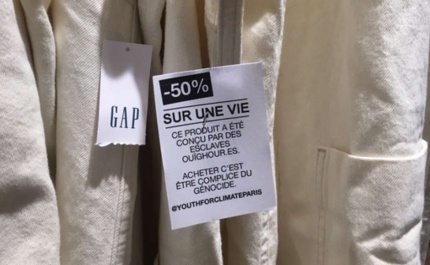 GAP
-50%
SUR UNE VIE
CE PRODUIT A ÉTÉ
CONÇU PAR DES
ESCLAVES
OUÏGHOUR.ES.
ACHETER C'EST
ÊTRE COMPLICE DU
GÉNOCIDE.
@YOUTHFORCLIMATEPARIS